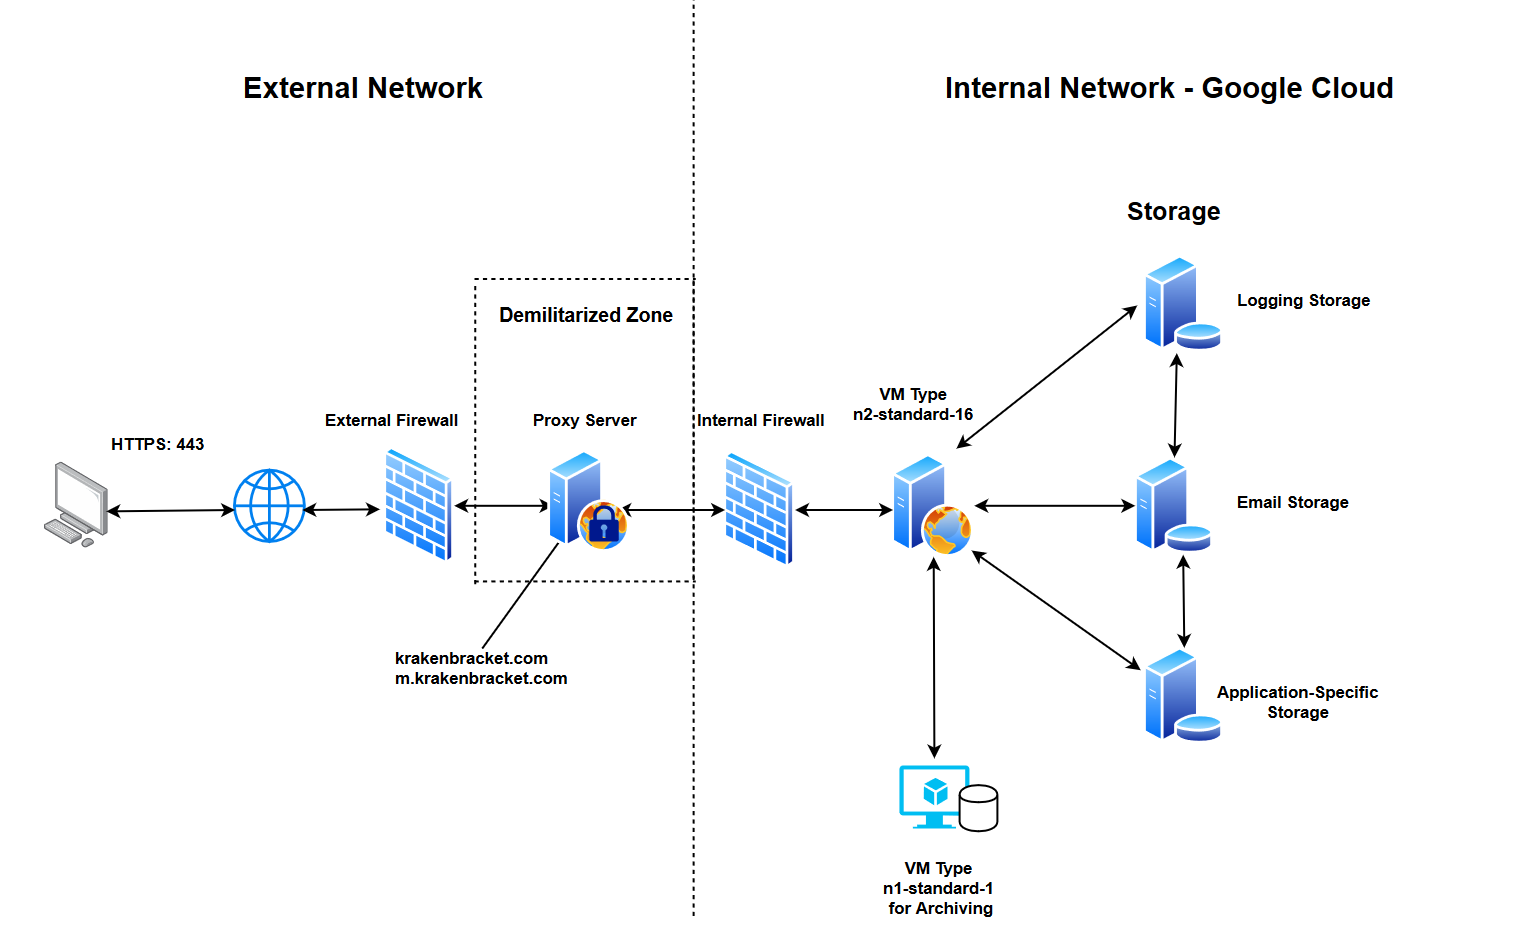 External Network
Internal Network - Google Cloud
Storage
Logging Storage
Demilitarized Zone
VM Type
n2-standard-16
External Firewall
Proxy Server
Internal Firewall
HTTPS: 443
Email Storage
krakenbracket.com
m.krakenbracket.com
Application-Specific
Storage
VM Type
n1-standard-1
for Archiving